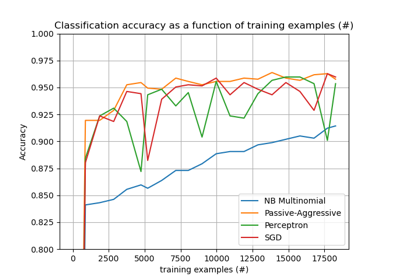 Classification accuracy as a function of training examples (#)
1.000
0.975
0.950
0.925
0.900
0.875
0.850
0.825
0.800
Accuracy
NB Multinomial
Passive-Aggressive
Perceptron
SGD
0 2500 5000 7500 10000 12500 15000 17500
training examples (#)